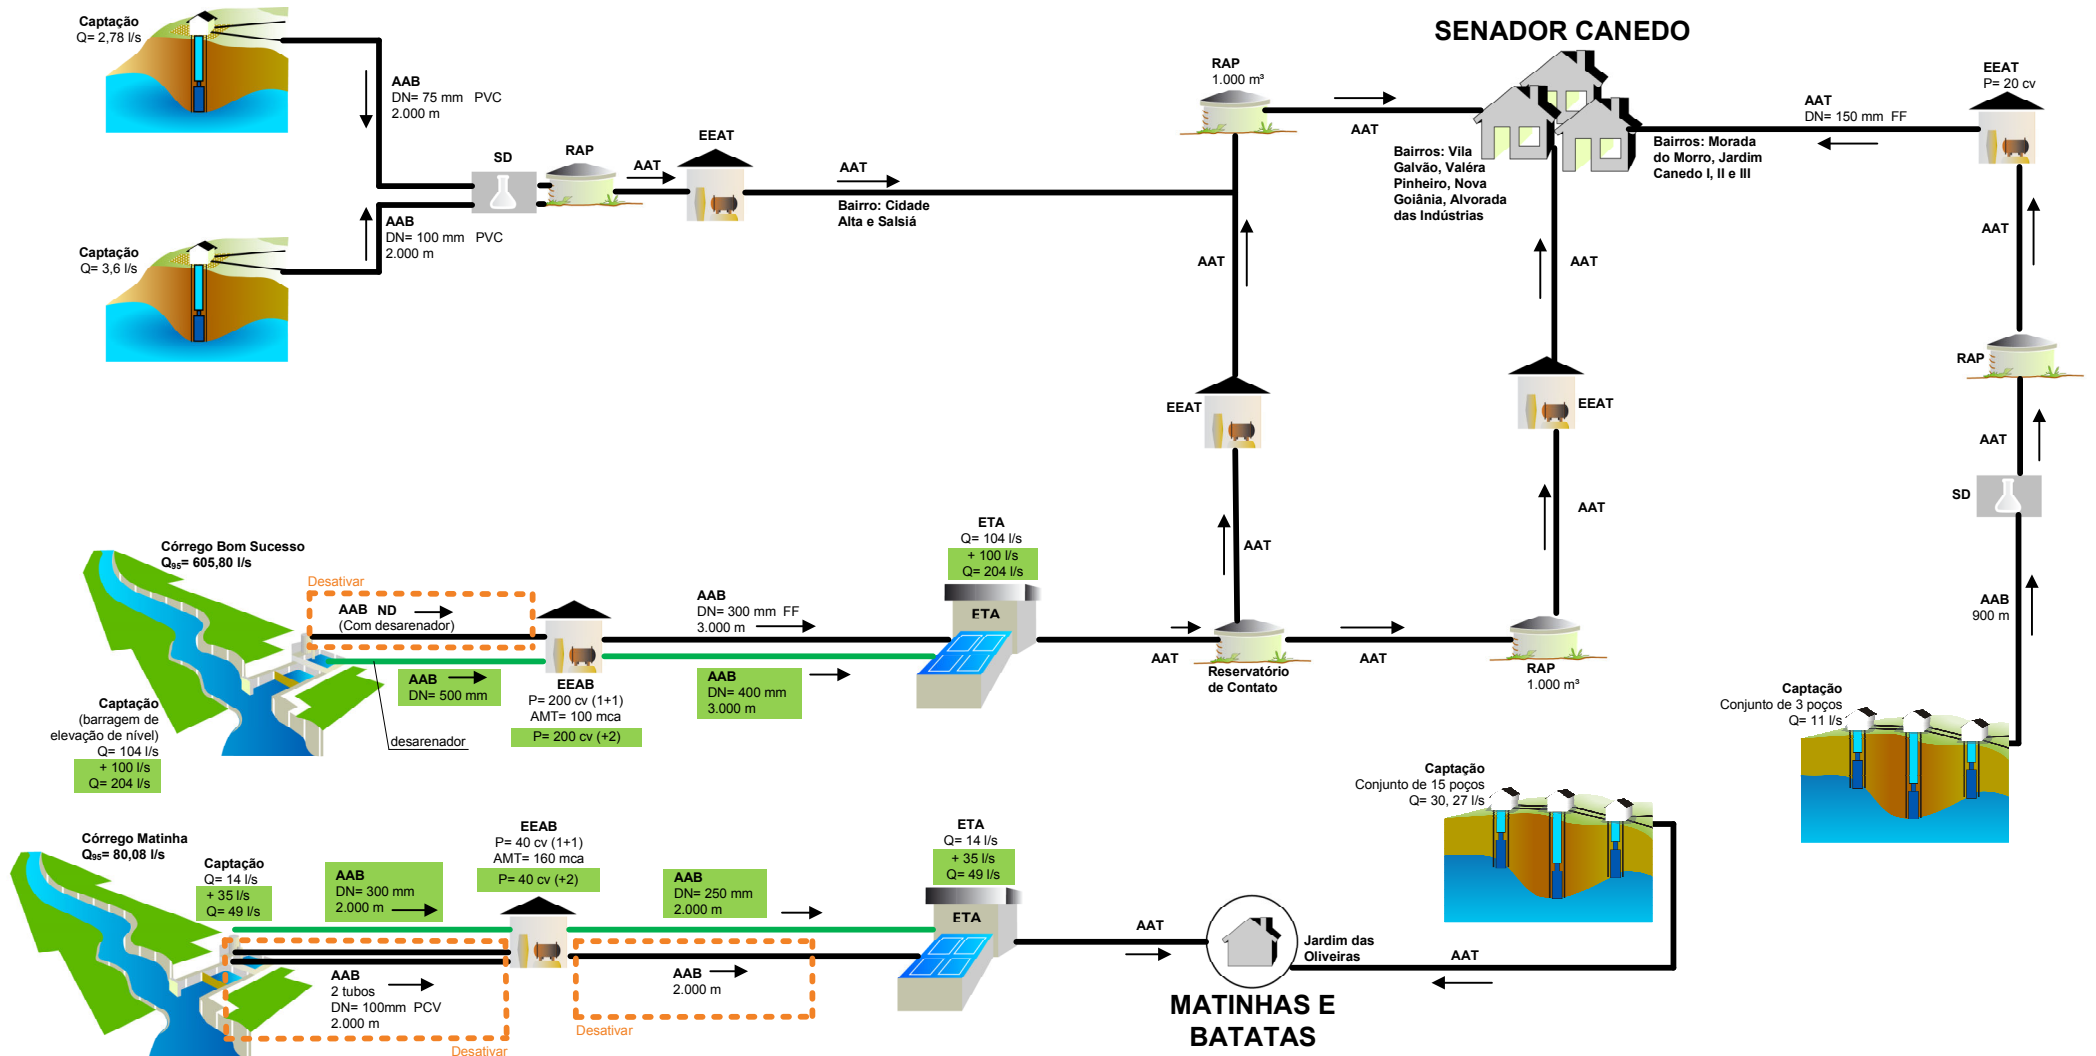 Captação
Q= 2,78 l/s
AAB
DN= 75 mm PVC
2.000 m
SD
RAP
AAT
EEAT
AAT
Bairro: Cidade
Alta e Salsiá
Captação
Q= 3,6 l/s
AAB
DN= 100 mm PVC
2.000 m
RAP
1.000 m³
AAT
SENADOR CANEDO
Bairros: Vila
Galvão, Valéra
Pinheiro, Nova
Goiânia, Alvorada
das Indústrias
Bairros: Morada
do Morro, Jardim
Canedo I, II e III
AAT
DN= 150 mm FF
EEAT
P= 20 cv
AAT
AAT
AAT
RAP
EEAT
EEAT
AAT
SD
AAT
AAT
AAB
900 m
Córrego Bom Sucesso
Q95= 605,80 l/s
Desativar
AAB ND
(Com desarenador)
AAB
DN= 500 mm
desarenador
Captação
(barragem de
elevação de nível)
Q= 104 l/s
+ 100 l/s
Q= 204 l/s
EEAB
P= 200 cv (1+1)
AMT= 100 mca
P= 200 cv (+2)
AAB
DN= 300 mm FF
3.000 m
AAB
DN= 400 mm
3.000 m
ETA
Q= 104 l/s
+ 100 l/s
Q= 204 l/s
ETA
AAT
Reservatório
de Contato
AAT
RAP
1.000 m³
Captação
Conjunto de 3 poços
Q= 11 l/s
Captação
Conjunto de 15 poços
Q= 30, 27 l/s
Córrego Matinha
Q95= 80,08 l/s
Captação
Q= 14 l/s
+ 35 l/s
Q= 49 l/s
AAB
DN= 300 mm
2.000 m
EEAB
P= 40 cv (1+1)
AMT= 160 mca
P= 40 cv (+2)
AAB
DN= 250 mm
2.000 m
ETA
Q= 14 l/s
+ 35 l/s
Q= 49 l/s
ETA
AAB
2 tubos
DN= 100mm PCV
2.000 m
Desativar
AAB
2.000 m
Desativar
AAT
Jardim das
Oliveiras
AAT
MATINHAS E
BATATAS